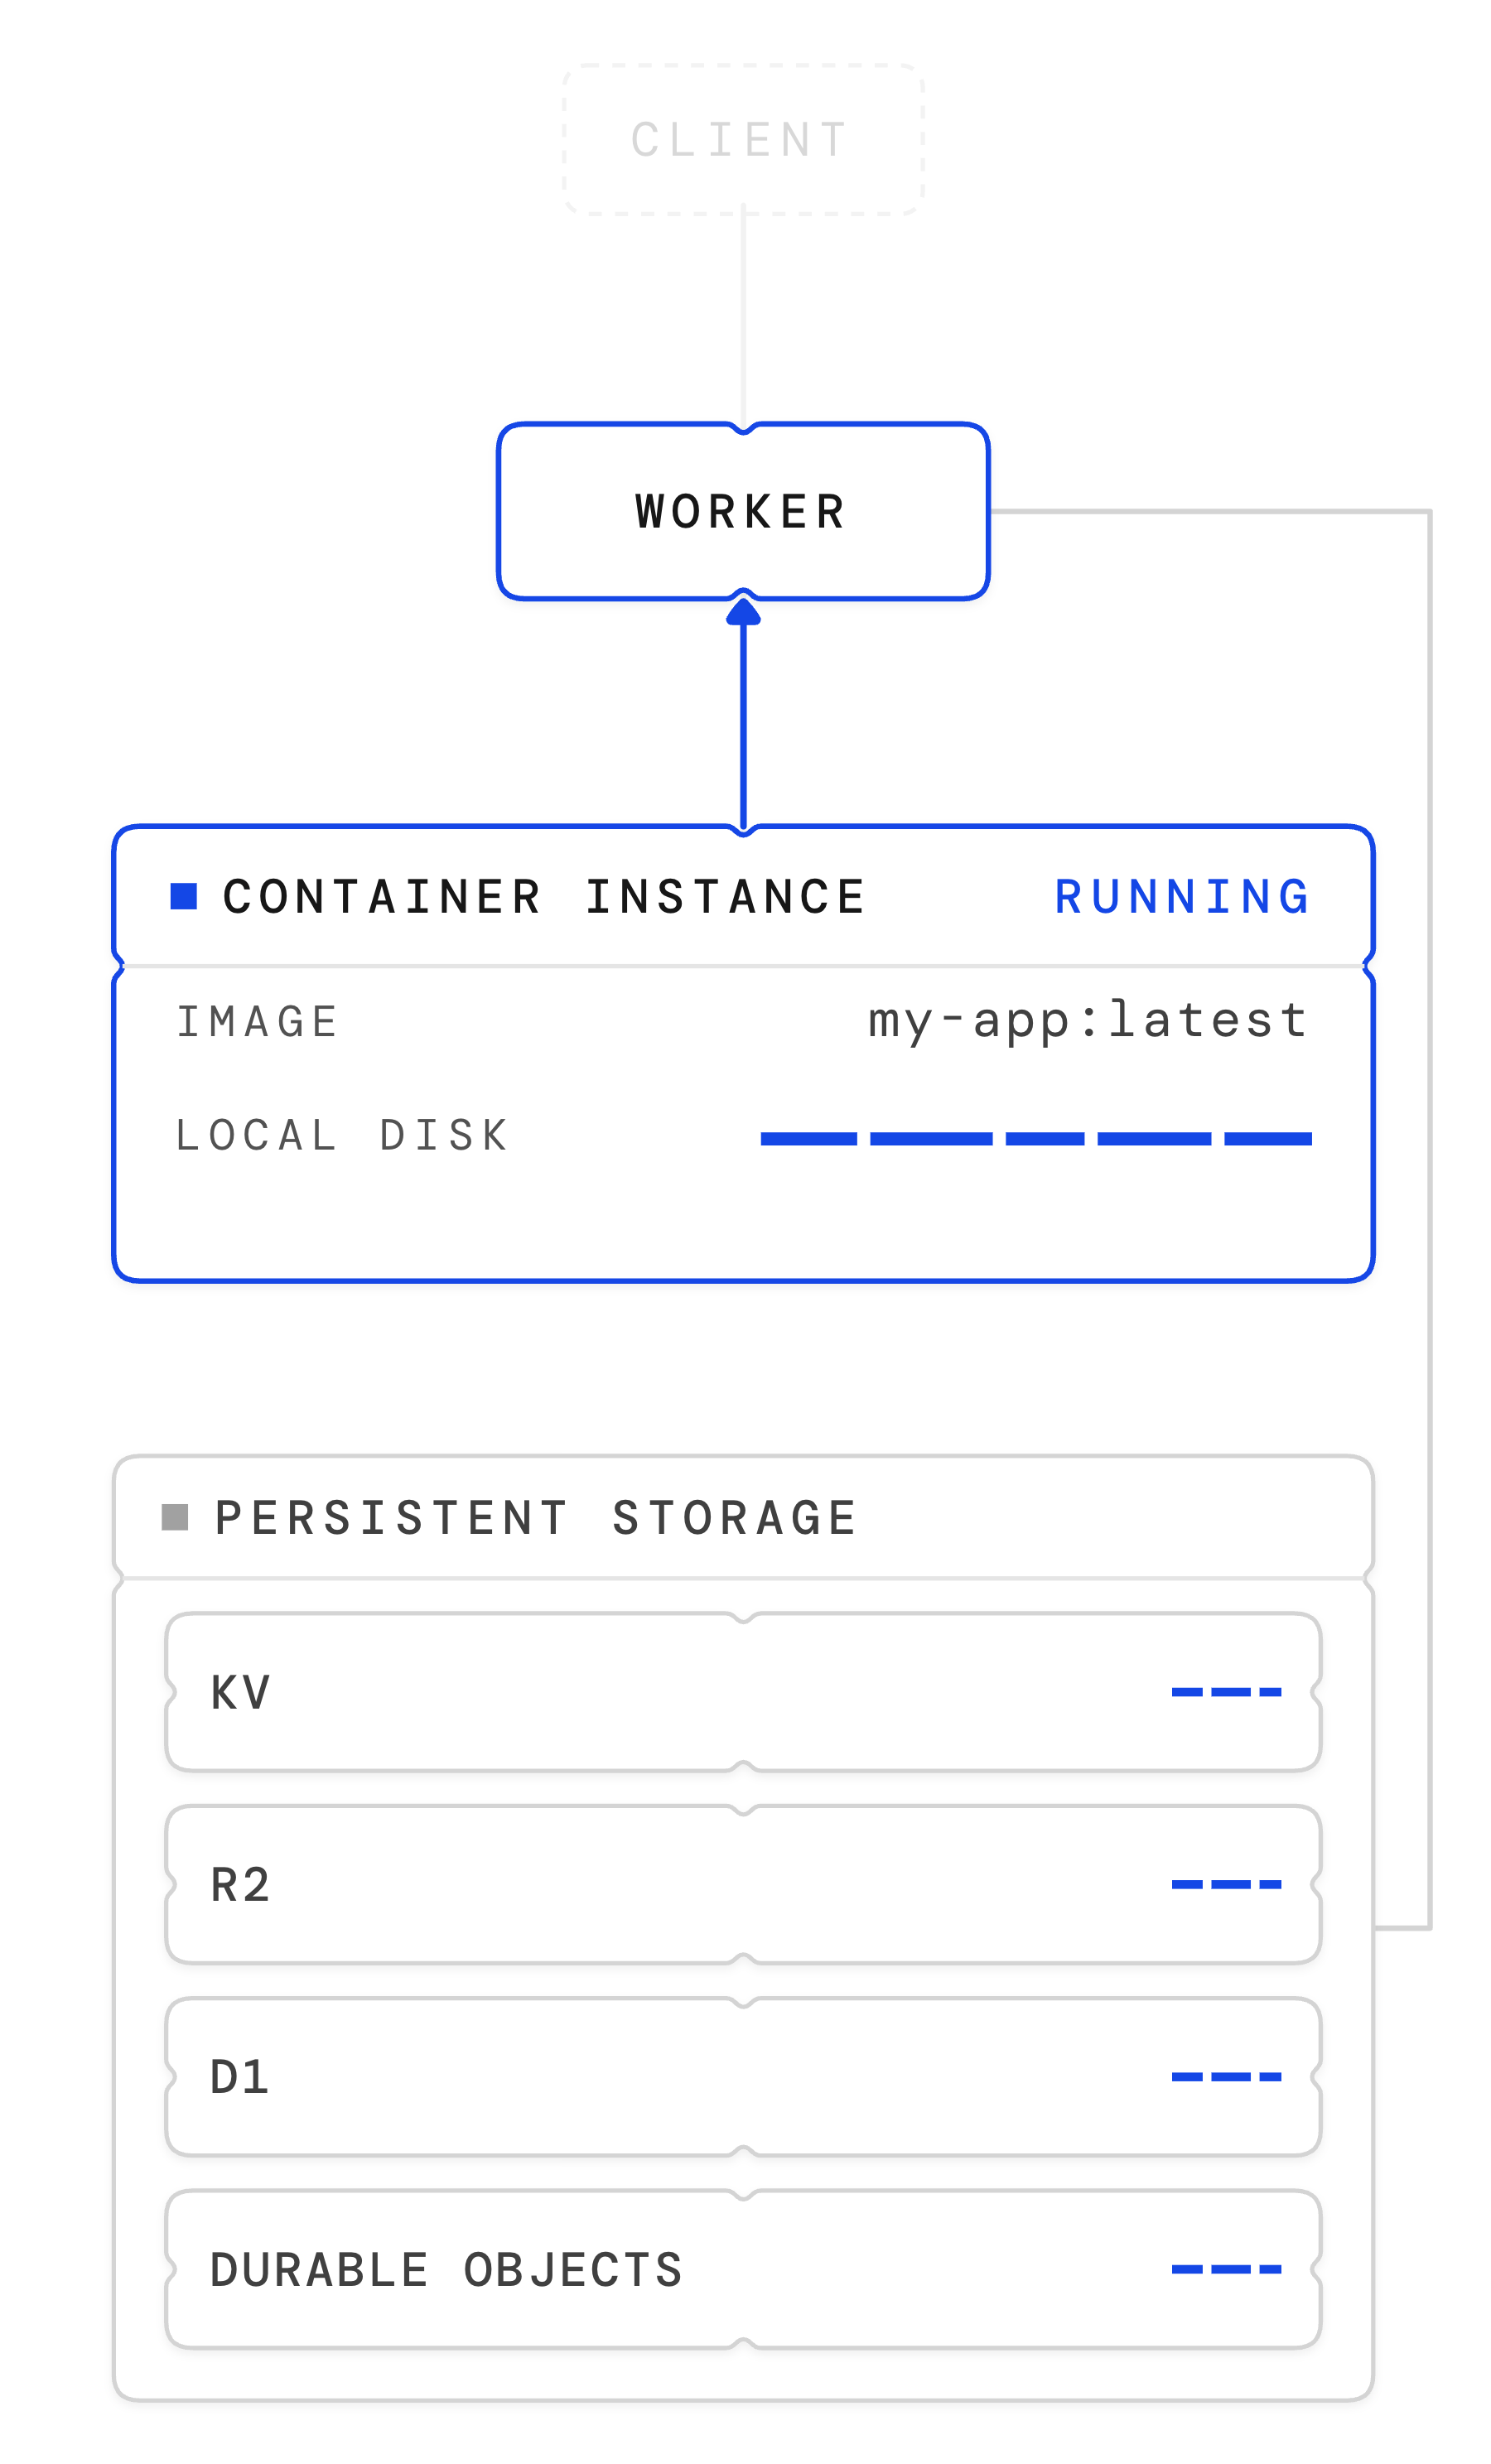 CLIENT
WORKER
CONTAINER INSTANCE RUNNING
IMAGE my-app:latest
LOCAL DISK
PERSISTENT STORAGE
KV
R2
D1
DURABLE OBJECTS